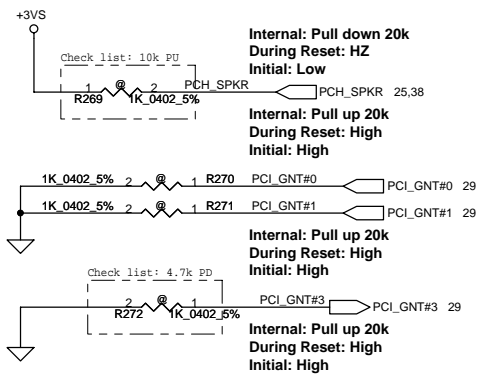 +3VS
Internal: Pull down 20k
During Reset: HZ
Initial: Low
Check list: 10k PU
1 @ 2 PCH_SPKR
PCH_SPKR 25,38
R269 1K_0402_5%
Internal: Pull up 20k
During Reset: High
Initial: High
1K_0402_5% 2 @ 1 R270 PCI_GNT#0
PCI_GNT#0 29
1K_0402_5% 2 @ 1 R271 PCI_GNT#1
PCI_GNT#1 29
Internal: Pull up 20k
During Reset: High
Initial: High
Check list: 4.7k PD
2 @ 1 PCI_GNT#3
PCI_GNT#3 29
R272 1K_0402_5%
Internal: Pull up 20k
During Reset: High
Initial: High